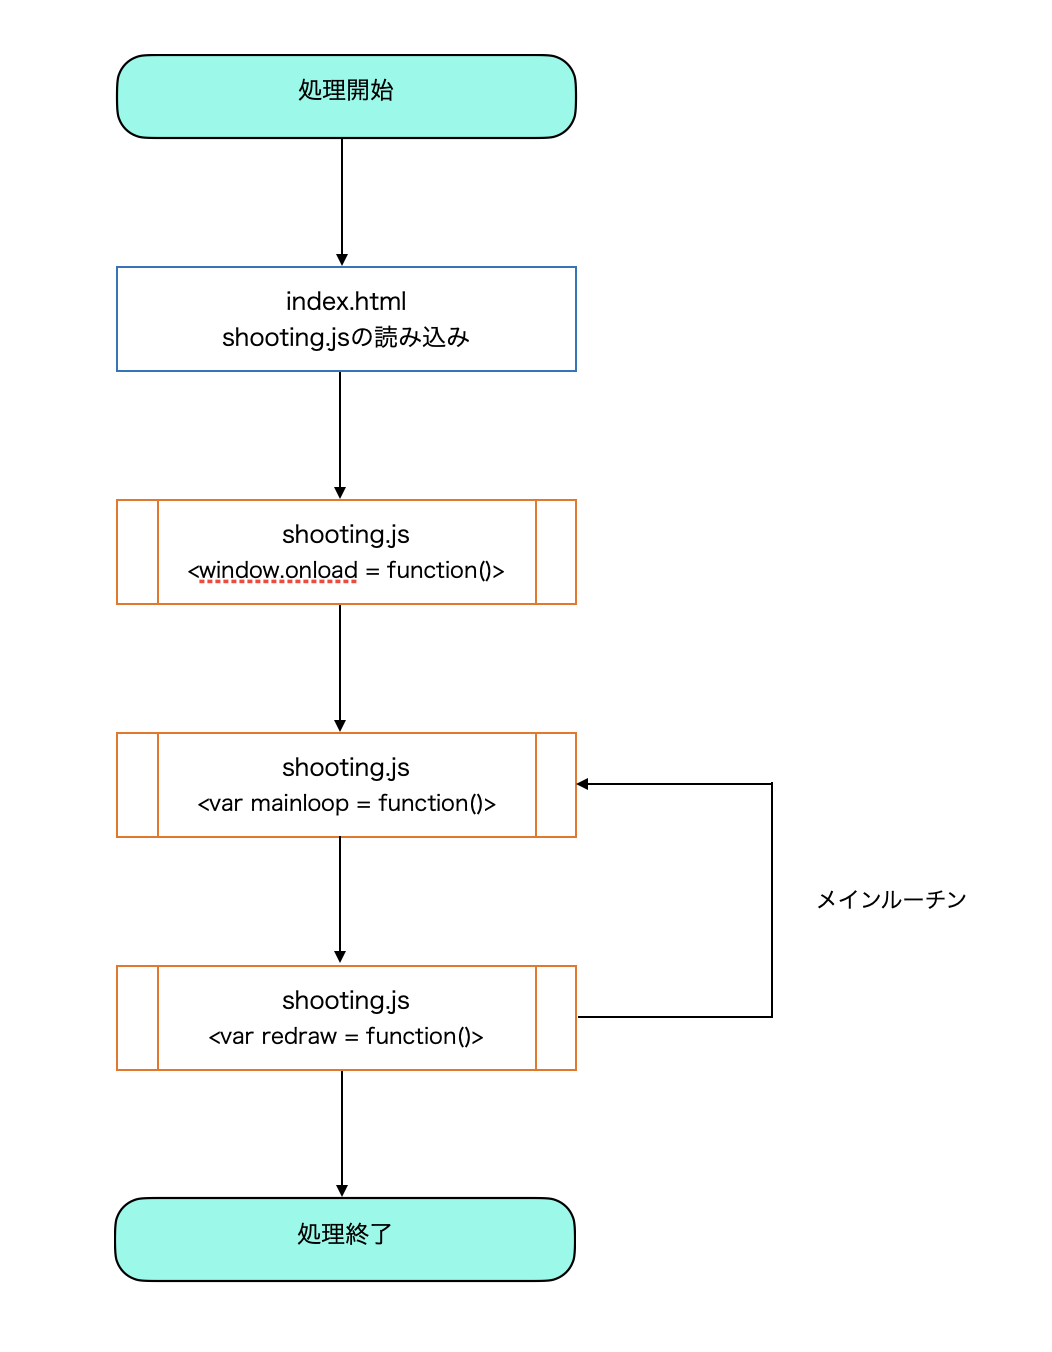 処理開始
index.html
shooting.jsの読み込み
shooting.js
<window.onload = function()>
shooting.js
<var mainloop = function()>
メインルーチン
shooting.js
<var redraw = function()>
処理終了